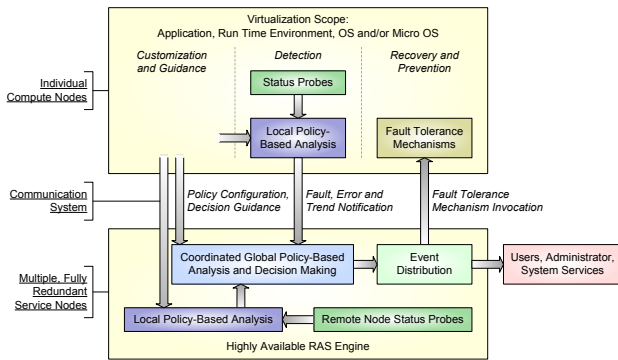 Virtualization Scope:
Application, Run Time Environment, OS and/or Micro OS
Customization
and Guidance
Detection
Recovery and
Prevention
Individual
Compute Nodes
Status Probes
Local Policy-
Based Analysis
Fault Tolerance
Mechanisms
Communication
System
Policy Configuration,
Decision Guidance
Fault, Error and
Trend Notification
Fault Tolerance
Mechanism Invocation
Multiple, Fully
Redundant
Service Nodes
Coordinated Global Policy-Based
Analysis and Decision Making
Event
Distribution
Users, Administrator,
System Services
Local Policy-Based Analysis
Remote Node Status Probes
Highly Available RAS Engine